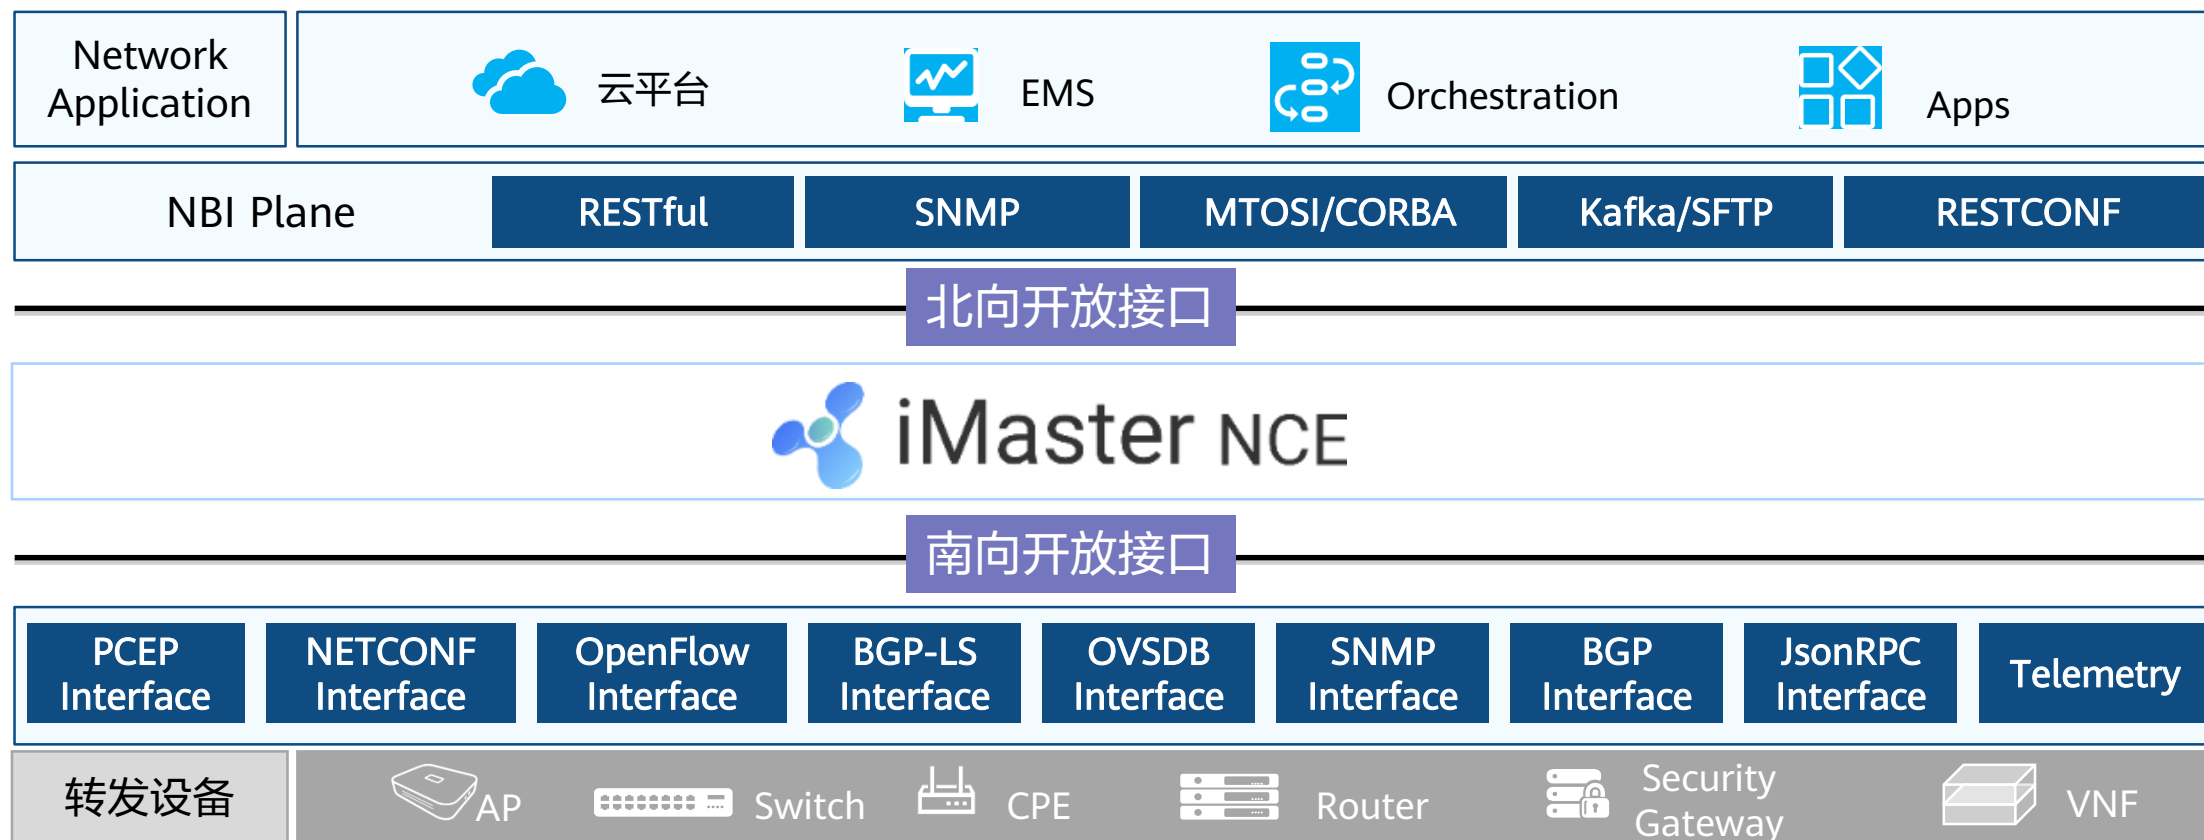 Network
Application
云平台
EMS
Orchestration
Apps
NBI Plane
RESTful
SNMP
MTOSI/CORBA
Kafka/SFTP
RESTCONF
北向开放接口
iMaster NCE
南向开放接口
PCEP
Interface
NETCONF
Interface
OpenFlow
Interface
BGP-LS
Interface
OVSDB
Interface
SNMP
Interface
BGP
Interface
JsonRPC
Interface
Telemetry
转发设备
AP
Switch
CPE
Router
Security
Gateway
VNF